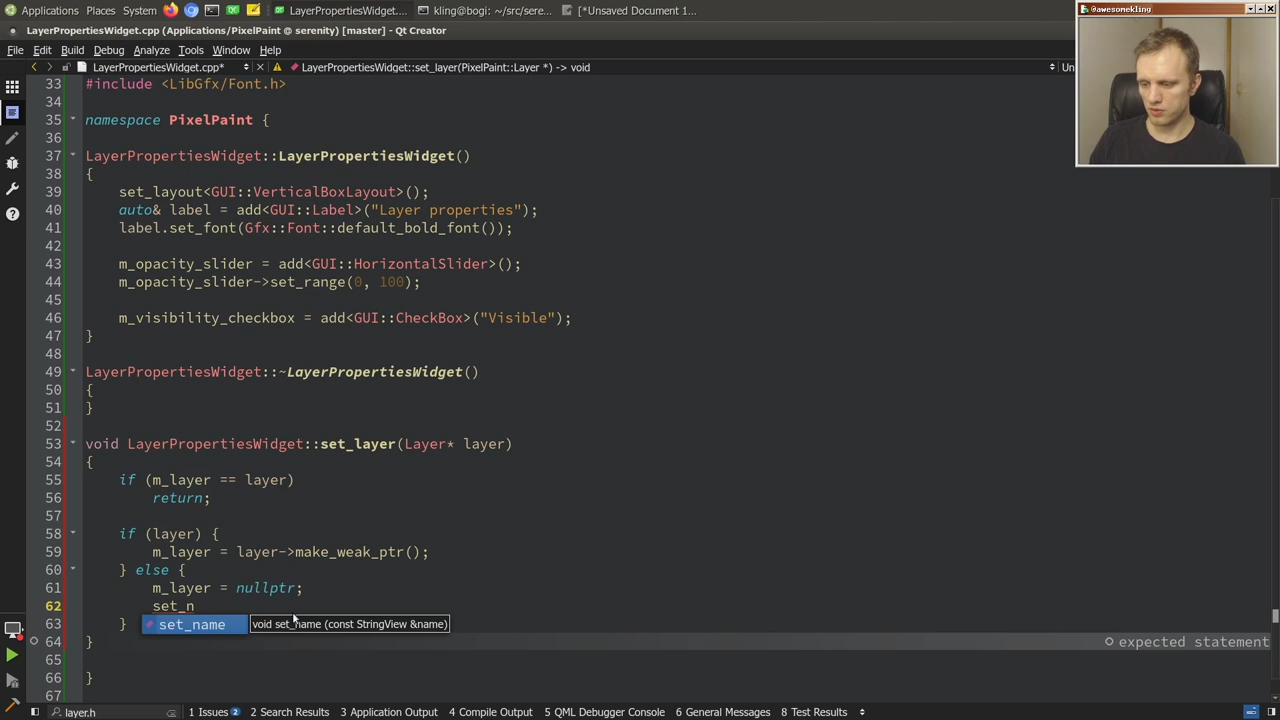 Applications Places System LayerPropertiesWidget.... kling@bogi: ~/src/sere... [*Unsaved Document 1...
@awesomekling
LayerPropertiesWidget.cpp (Applications/PixelPaint @ serenity) [master] - Qt Creator
File Edit Build Debug Analyze Tools Window Help
LayerPropertiesWidget.cpp* LayerPropertiesWidget::set_layer(PixelPaint::Layer *) -> void
33 #include <LibGfx/Font.h>
34
35 namespace PixelPaint {
36
37 LayerPropertiesWidget::LayerPropertiesWidget()
38 {
39 set_layout<GUI::VerticalBoxLayout>();
40 auto& label = add<GUI::Label>("Layer properties");
41 label.set_font(Gfx::Font::default_bold_font());
42
43 m_opacity_slider = add<GUI::HorizontalSlider>();
44 m_opacity_slider->set_range(0, 100);
45
46 m_visibility_checkbox = add<GUI::CheckBox>("Visible");
47 }
48
49 LayerPropertiesWidget::~LayerPropertiesWidget()
50 {
51 }
52
53 void LayerPropertiesWidget::set_layer(Layer* layer)
54 {
55 if (m_layer == layer)
56 return;
57
58 if (layer) {
59 m_layer = layer->make_weak_ptr();
60 } else {
61 m_layer = nullptr;
62 set_n
63 } set_name void set_name (const StringView &name)
64 } expected statement
65
66 }
67
layer.h 1 Issues 2 2 Search Results 3 Application Output 4 Compile Output 5 QML Debugger Console 6 General Messages 8 Test Results